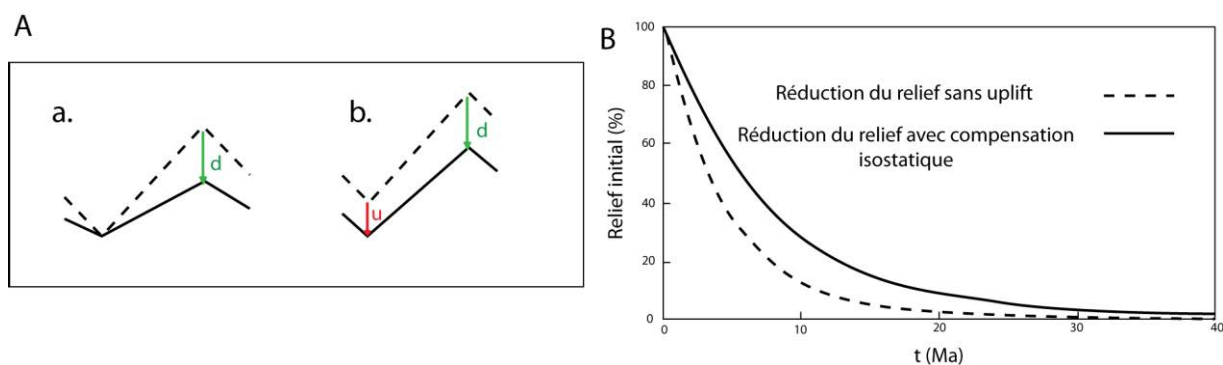 A
a.
d
b.
d
u
B
Relief initial (%)
100
80
60
40
20
0
Réduction du relief sans uplift
Réduction du relief avec compensation
isostatique
0
10
20
30
40
t (Ma)